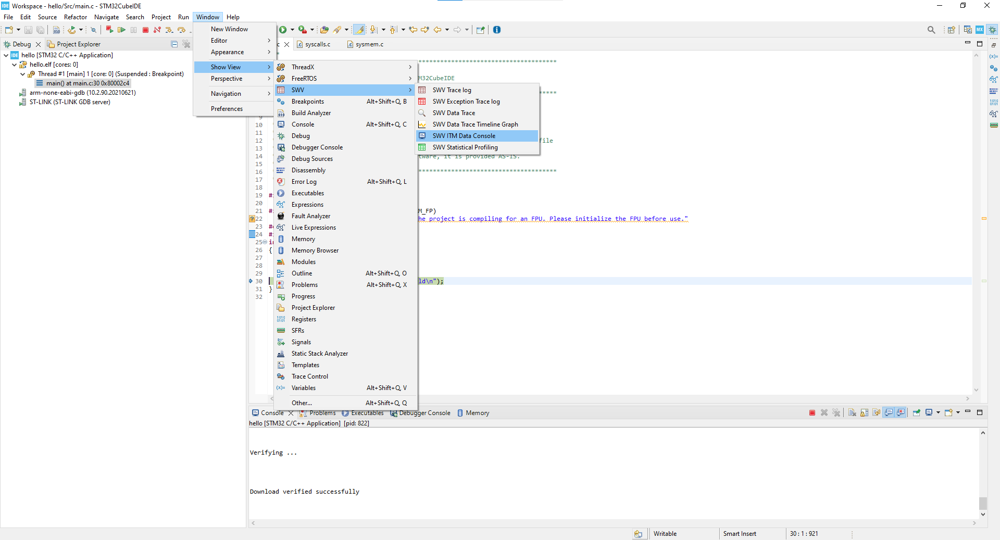 IDE Workspace - hello/Src/main.c - STM32CubeIDE
File Edit Source Refactor Navigate Search Project Run Window Help
Debug Project Explorer
c syscalls.c sysmem.c
hello [STM32 C/C++ Application]
hello.elf [cores: 0]
Thread #1 [main] 1 [core: 0] (Suspended : Breakpoint)
main() at main.c:30 0x80002c4
arm-none-eabi-gdb (10.2.90.20210621)
ST-LINK (ST-LINK GDB server)
New Window
Editor
Appearance
Show View
Perspective
Navigation
Preferences
ThreadX
FreeRTOS
SWV
Breakpoints Alt+Shift+Q, B
Build Analyzer
Console Alt+Shift+Q, C
Debug
Debugger Console
Debug Sources
Disassembly
Error Log Alt+Shift+Q, L
Executables
Expressions
Fault Analyzer
Live Expressions
Memory
Memory Browser
Modules
Outline Alt+Shift+Q, O
Problems Alt+Shift+Q, X
Progress
Project Explorer
Registers
SFRs
Signals
Static Stack Analyzer
Templates
Trace Control
Variables Alt+Shift+Q, V
Other... Alt+Shift+Q, Q
SWV Trace log
SWV Exception Trace log
SWV Data Trace
SWV Data Trace Timeline Graph
SWV ITM Data Console
SWV Statistical Profiling
*
**************************************
M32CubeIDE
**************************************
9
10 *
11 *
12 * file
13 *
14 * tware, it is provided AS-IS.
15 *
16 * **************************************
17 *
18
19 #i
20
21 #i M_FP)
22 he project is compiling for an FPU. Please initialize the FPU before use."
23 #e
24 #i
25 in
26 {
27
28
29
30 ld\n");
31 }
32
Console Problems Executables Debugger Console Memory
hello [STM32 C/C++ Application] [pid: 822]
Verifying ...
Download verified successfully
Writable Smart Insert 30 : 1 : 921